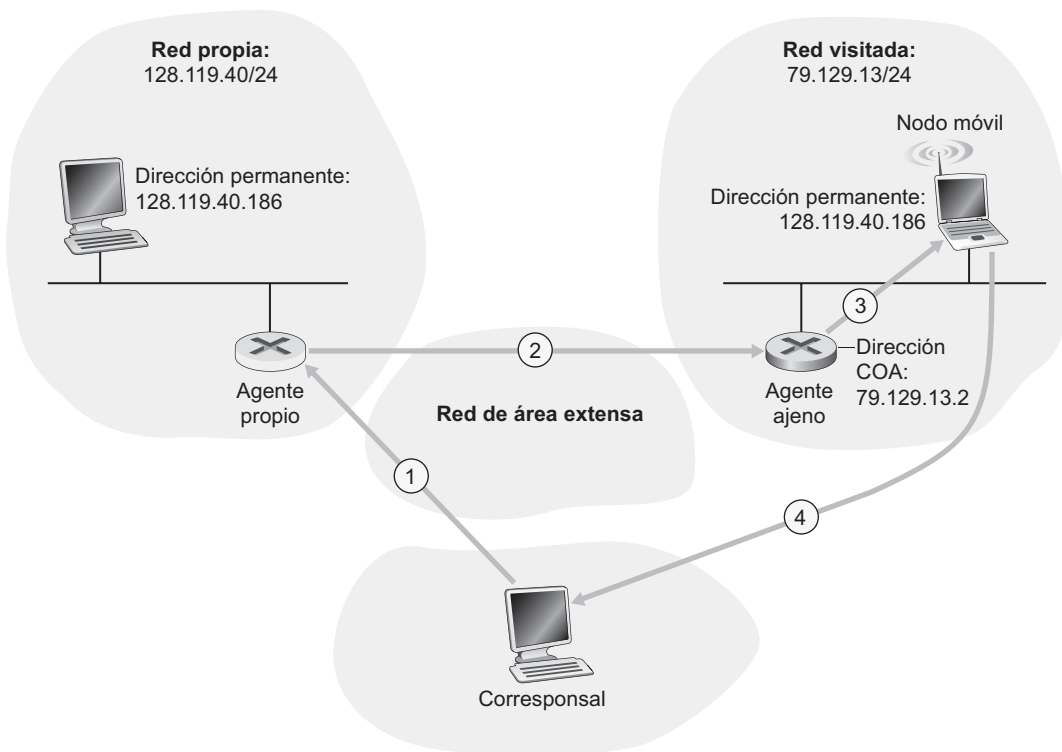 Red propia:
128.119.40/24
Red visitada:
79.129.13/24
Nodo móvil
Dirección permanente:
128.119.40.186
Dirección permanente:
128.119.40.186
3
2
Agente
propio
Agente
ajeno
Dirección
COA:
79.129.13.2
Red de área extensa
1
4
Corresponsal